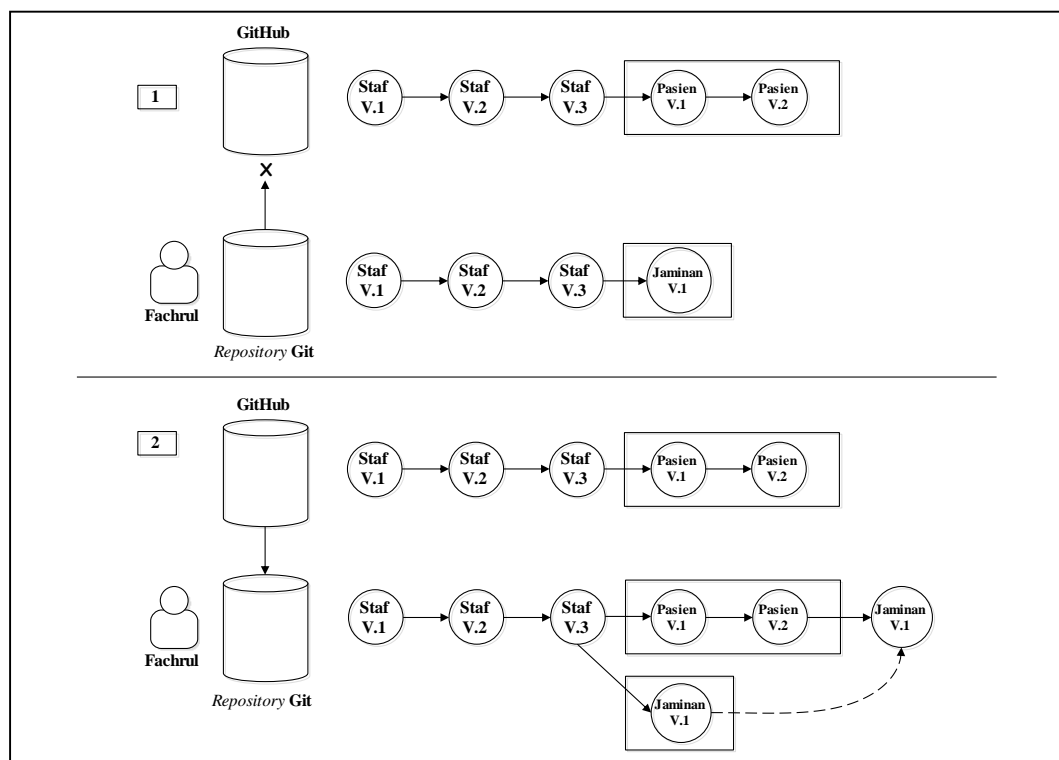 GitHub
1
Staf
V.1
Staf
V.2
Staf
V.3
Pasien
V.1
Pasien
V.2
X
Fachrul
Repository Git
Staf
V.1
Staf
V.2
Staf
V.3
Jaminan
V.1
GitHub
2
Staf
V.1
Staf
V.2
Staf
V.3
Pasien
V.1
Pasien
V.2
Fachrul
Repository Git
Staf
V.1
Staf
V.2
Staf
V.3
Pasien
V.1
Pasien
V.2
Jaminan
V.1
Jaminan
V.1